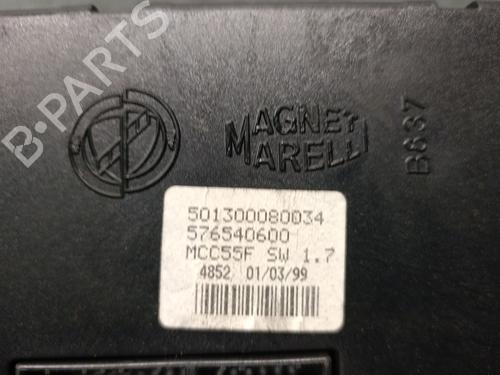 MAGNETI
MARELLI
B637
501300080034
576540600
MCC55F SW 1.7
4852 01/03/99
B-PARTS